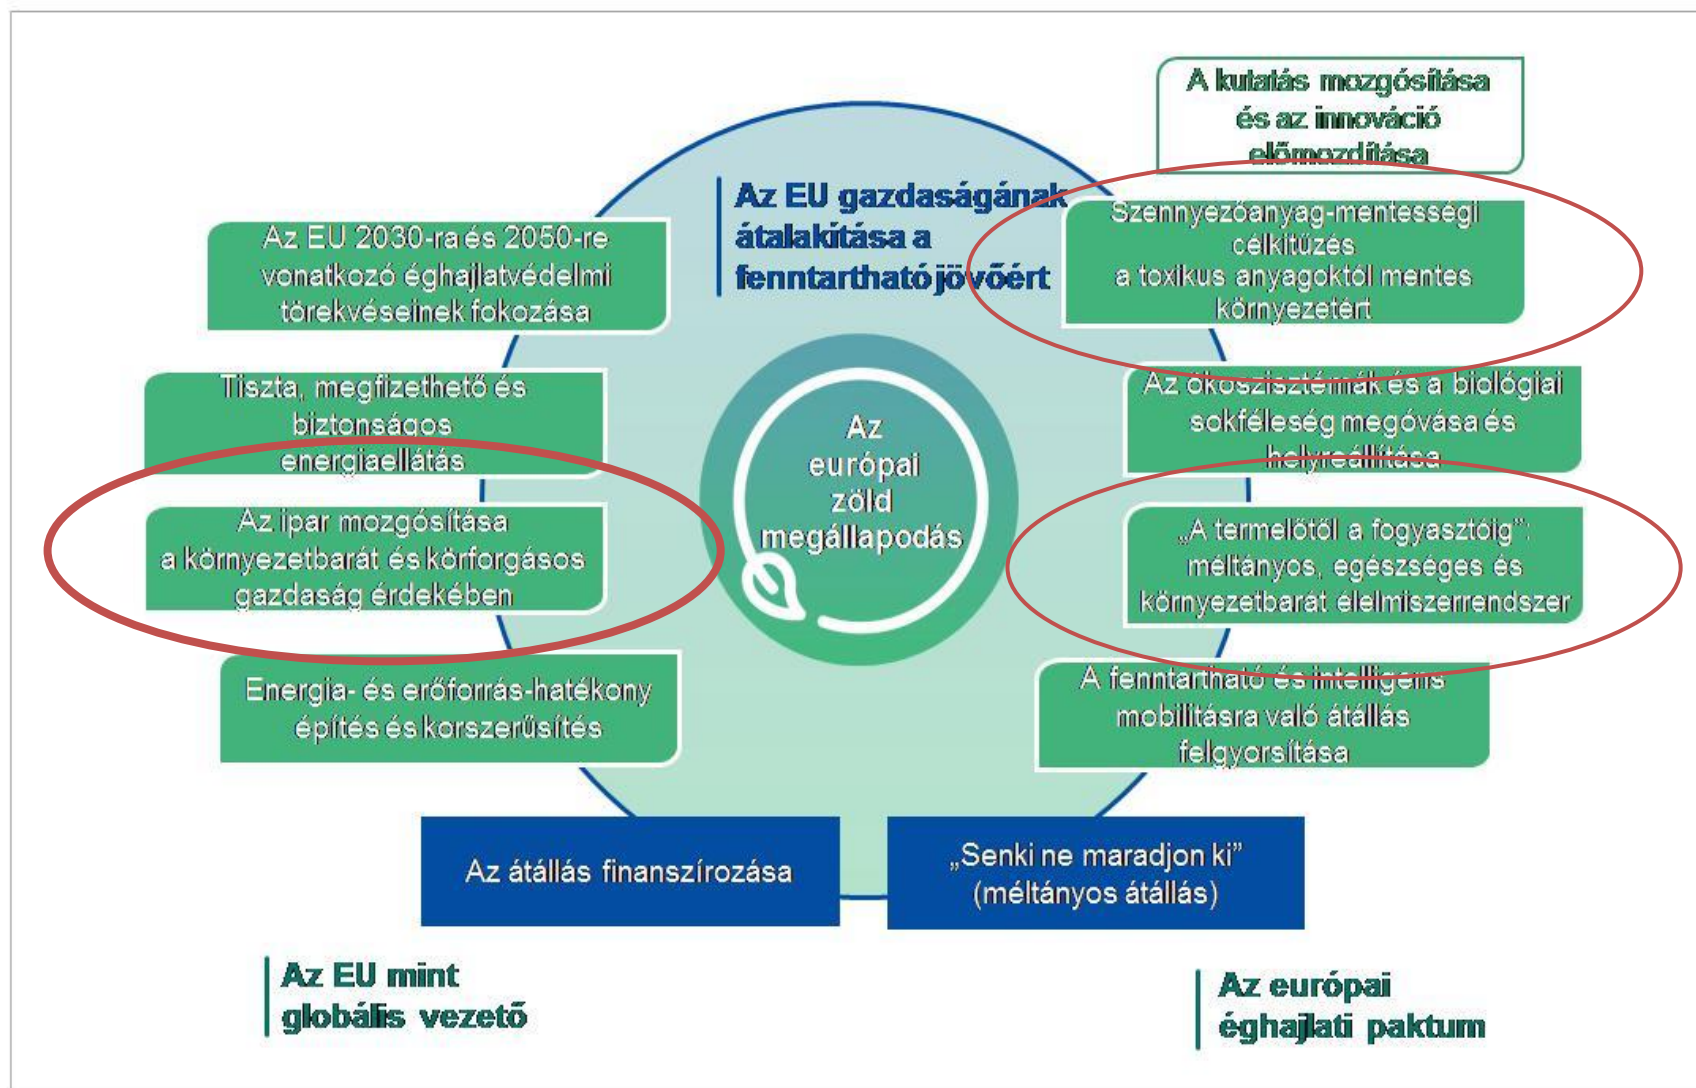 A kutatás mozgósítása
és az innováció
előmozdítása
Az EU gazdaságának
átalakítása a
fenntartható jövőért
Az EU 2030-ra és 2050-re
vonatkozó éghajlatvédelmi
törekvéseinek fokozása
Szennyezőanyag-mentességi
célkitűzés
a toxikus anyagoktól mentes
környezetért
Tiszta, megfizethető és
biztonságos
energiaellátás
Az ökoszisztémák és a biológiai
sokféleség megóvása és
helyreállítása
Az
európai
zöld
megállapodás
Az ipar mozgósítása
a környezetbarát és körforgásos
gazdaság érdekében
„A termelőtől a fogyasztóig”:
méltányos, egészséges és
környezetbarát élelmiszerrendszer
Energia- és erőforrás-hatékony
építés és korszerűsítés
A fenntartható és intelligens
mobilitásra való átállás
felgyorsítása
Az átállás finanszírozása
„Senki ne maradjon ki”
(méltányos átállás)
Az EU mint
globális vezető
Az európai
éghajlati paktum